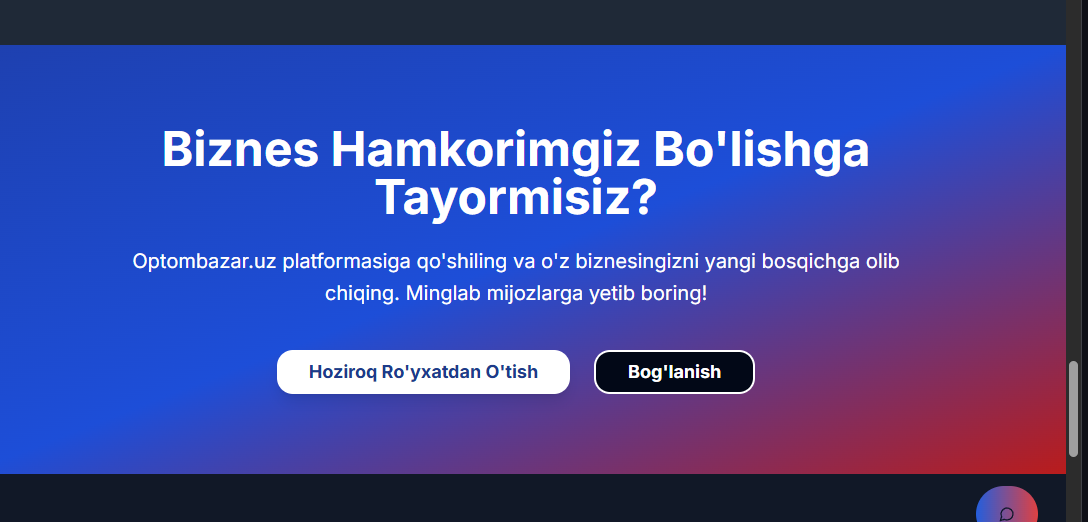 Biznes Hamkorimgiz Bo'lishga
Tayormisiz?
Optombazar.uz platformasiga qo'shiling va o'z biznesingizni yangi bosqichga olib
chiqing. Minglab mijozlarga yetib boring!
Hoziroq Ro'yxatdan O'tish
Bog'lanish